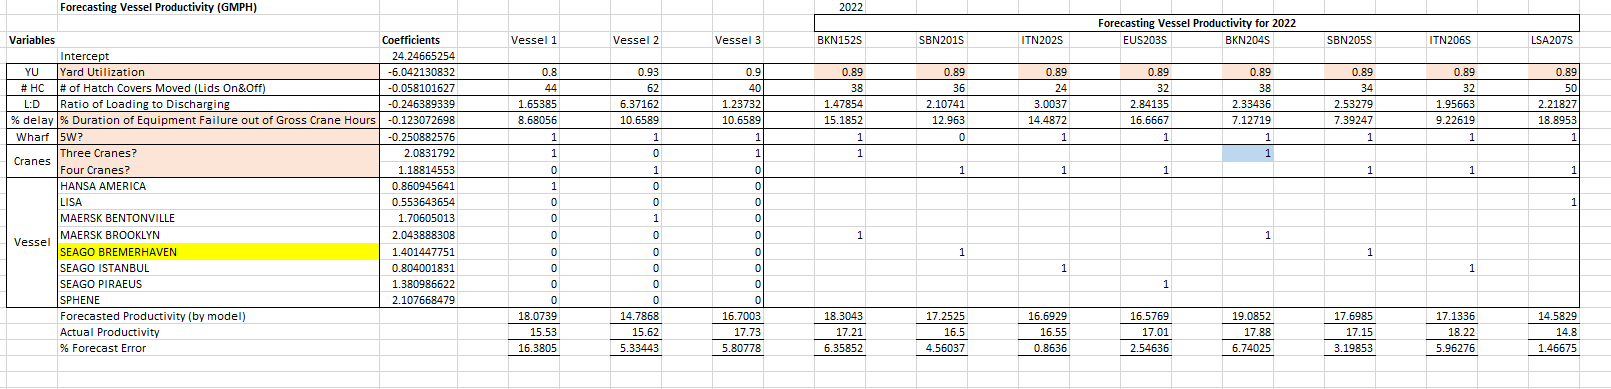 Forecasting Vessel Productivity (GMPH) 2022
Forecasting Vessel Productivity for 2022
Variables Coefficients Vessel 1 Vessel 2 Vessel 3 BKN152S SBN201S ITN202S EUS203S BKN204S SBN205S ITN206S LSA207S
Intercept 24.24665254
YU Yard Utilization -6.042130832 0.8 0.93 0.9 0.89 0.89 0.89 0.89 0.89 0.89 0.89 0.89
# HC # of Hatch Covers Moved (Lids On&Off) -0.058101627 44 62 40 38 36 24 32 38 34 32 50
L:D Ratio of Loading to Discharging -0.246389339 1.65385 6.37162 1.23732 1.47854 2.10741 3.0037 2.84135 2.33436 2.53279 1.95663 2.21827
% delay % Duration of Equipment Failure out of Gross Crane Hours -0.123072698 8.68056 10.6589 10.6589 15.1852 12.963 14.4872 16.6667 7.12719 7.39247 9.22619 18.8953
Wharf 5W? -0.250882576 1 1 1 1 0 1 1 1 1 1 1
Cranes Three Cranes? 2.0831792 1 0 1 1 1
Four Cranes? 1.18814553 0 1 0 1 1 1 1 1 1
Vessel HANSA AMERICA 0.860945641 1 0 0
LISA 0.553643654 0 0 0 1
MAERSK BENTONVILLE 1.70605013 0 1 0
MAERSK BROOKLYN 2.043888308 0 0 0 1 1
SEAGO BREMERHAVEN 1.401447751 0 0 0 1 1
SEAGO ISTANBUL 0.804001831 0 0 0 1 1
SEAGO PIRAEUS 1.380986622 0 0 0 1
SPHENE 2.107668479 0 0 0
Forecasted Productivity (by model) 18.0739 14.7868 16.7003 18.3043 17.2525 16.6929 16.5769 19.0852 17.6985 17.1336 14.5829
Actual Productivity 15.53 15.62 17.73 17.21 16.5 16.55 17.01 17.88 17.15 18.22 14.8
% Forecast Error 16.3805 5.33443 5.80778 6.35852 4.56037 0.8636 2.54636 6.74025 3.19853 5.96276 1.46675